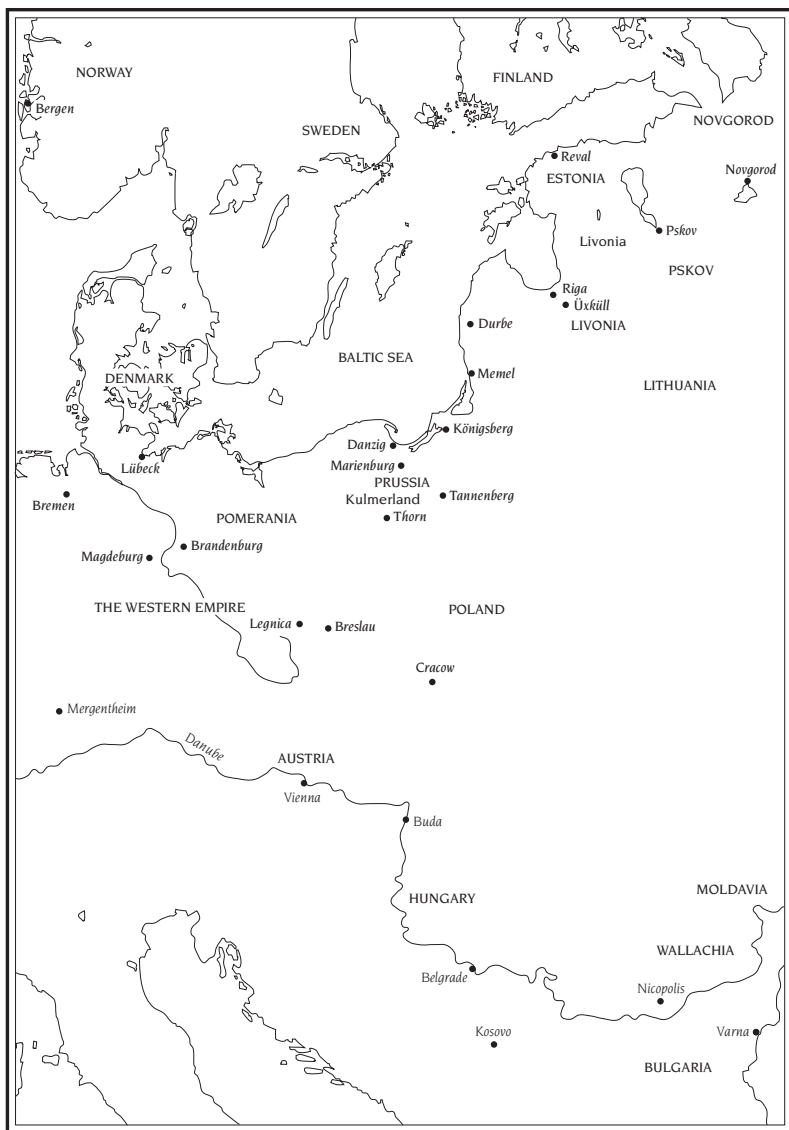 NORWAY
FINLAND
Bergen
NOVGOROD
SWEDEN
Reval
ESTONIA
Novgorod
Pskov
Livonia
PSKOV
Riga
Üxküll
LIVONIA
Durbe
BALTIC SEA
Memel
DENMARK
LITHUANIA
Königsberg
Danzig
Lübeck
Marienburg
PRUSSIA
Bremen
Kulmerland
Tannenberg
POMERANIA
Thorn
Brandenburg
Magdeburg
THE WESTERN EMPIRE
POLAND
Legnica
Breslau
Cracow
Mergentheim
Danube
AUSTRIA
Vienna
Buda
MOLDAVIA
HUNGARY
WALLACHIA
Belgrade
Nicopolis
Kosovo
Varna
BULGARIA